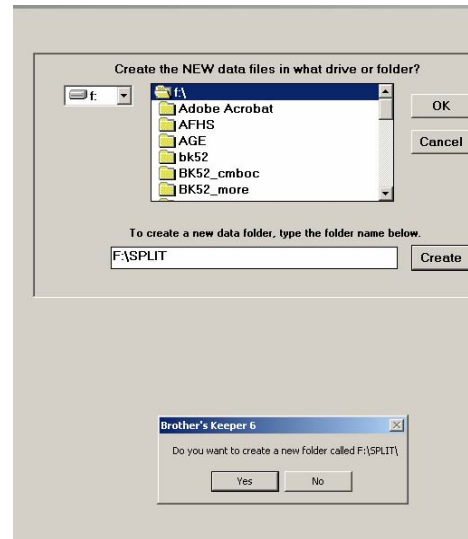 Create the NEW data files in what drive or folder?
f:
f:\
Adobe Acrobat
AFHS
AGE
bk52
BK52_cmboc
BK52_more
OK
Cancel
To create a new data folder, type the folder name below.
F:\SPLIT
Create
Brother's Keeper 6
Do you want to create a new folder called F:\SPLIT\
Yes
No